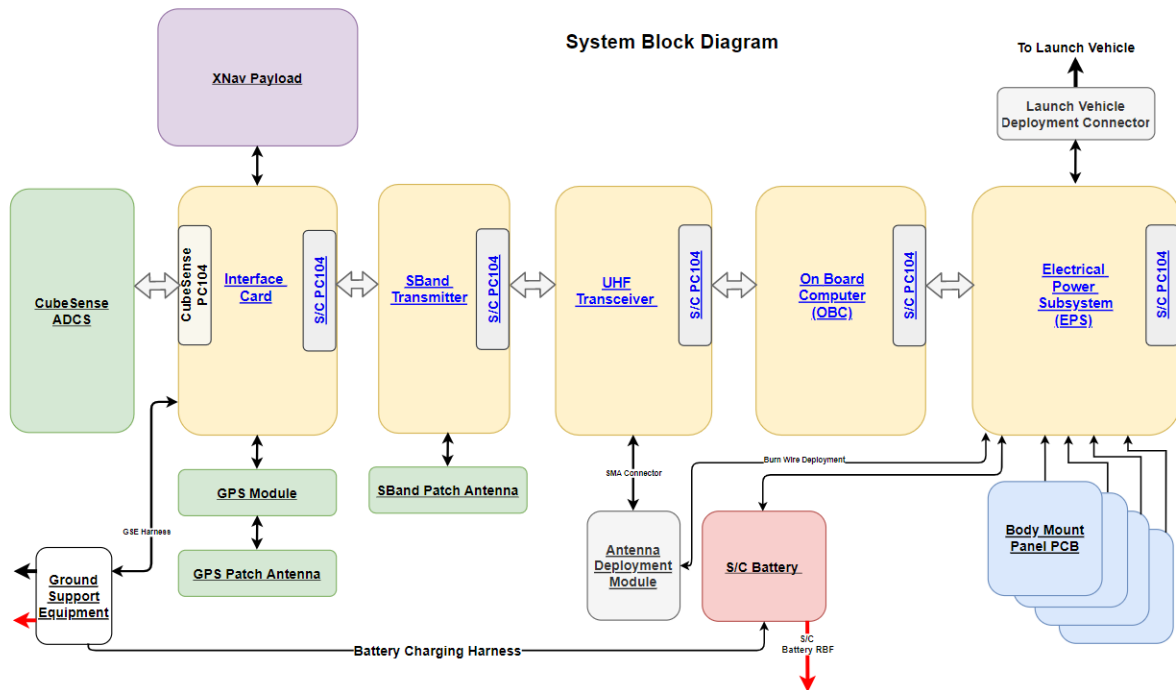 System Block Diagram
To Launch Vehicle
XNav Payload
Launch Vehicle
Deployment Connector
CubeSense
ADCS
CubeSense
PC104
Interface
Card
S/C PC104
SBand
Transmitter
S/C PC104
UHF
Transceiver
S/C PC104
On Board
Computer
(OBC)
S/C PC104
Electrical
Power
Subsystem
(EPS)
S/C PC104
GPS Module
SBand Patch Antenna
SMA Connector
Burn Wire Deployment
GSE Harness
GPS Patch Antenna
Ground
Support
Equipment
Antenna
Deployment
Module
S/C Battery
Body Mount
Panel PCB
Battery Charging Harness
S/C
Battery RBF